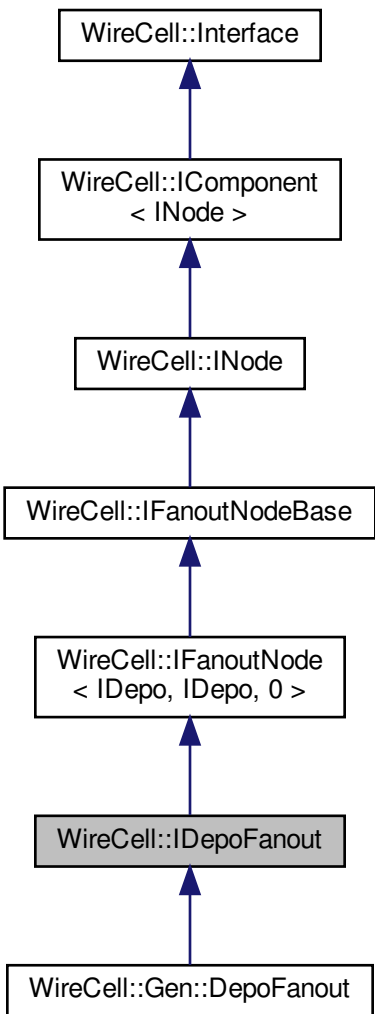 WireCell::Interface
WireCell::IComponent
< INode >
WireCell::INode
WireCell::IFanoutNodeBase
WireCell::IFanoutNode
< IDepo, IDepo, 0 >
WireCell::IDepoFanout
WireCell::Gen::DepoFanout